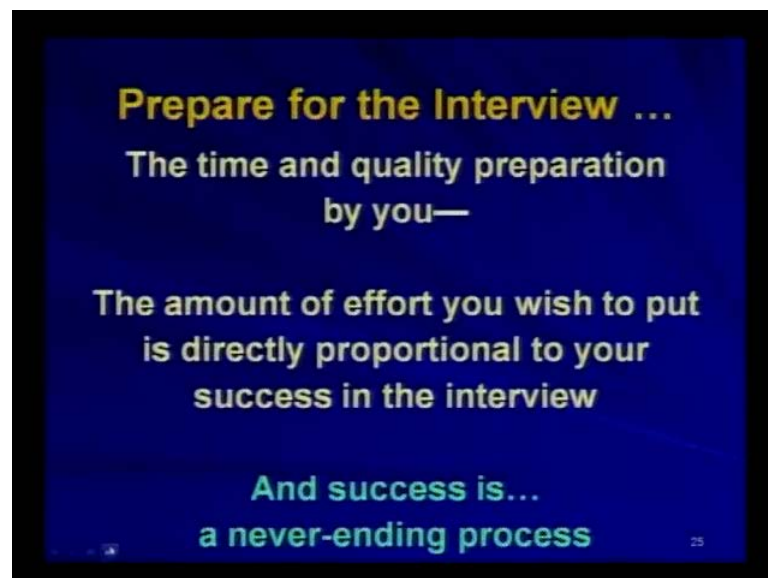 Prepare for the Interview ...
The time and quality preparation
by you—
The amount of effort you wish to put
is directly proportional to your
success in the interview
And success is...
a never-ending process
25